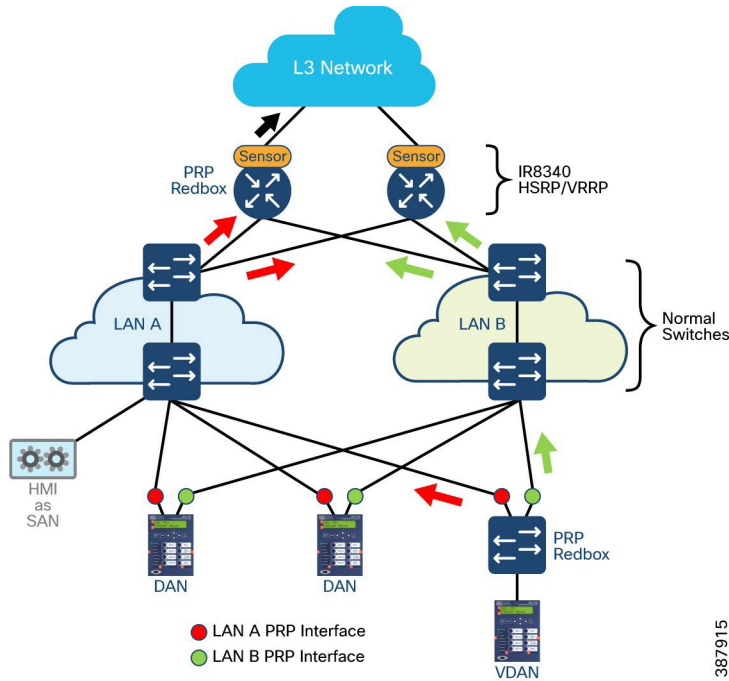 L3 Network
Sensor
Sensor
PRP
Redbox
IR8340
HSRP/VRRP
LAN A
LAN B
Normal
Switches
HMI
as
SAN
PRP
Redbox
DAN
DAN
LAN A PRP Interface
LAN B PRP Interface
VDAN
387915